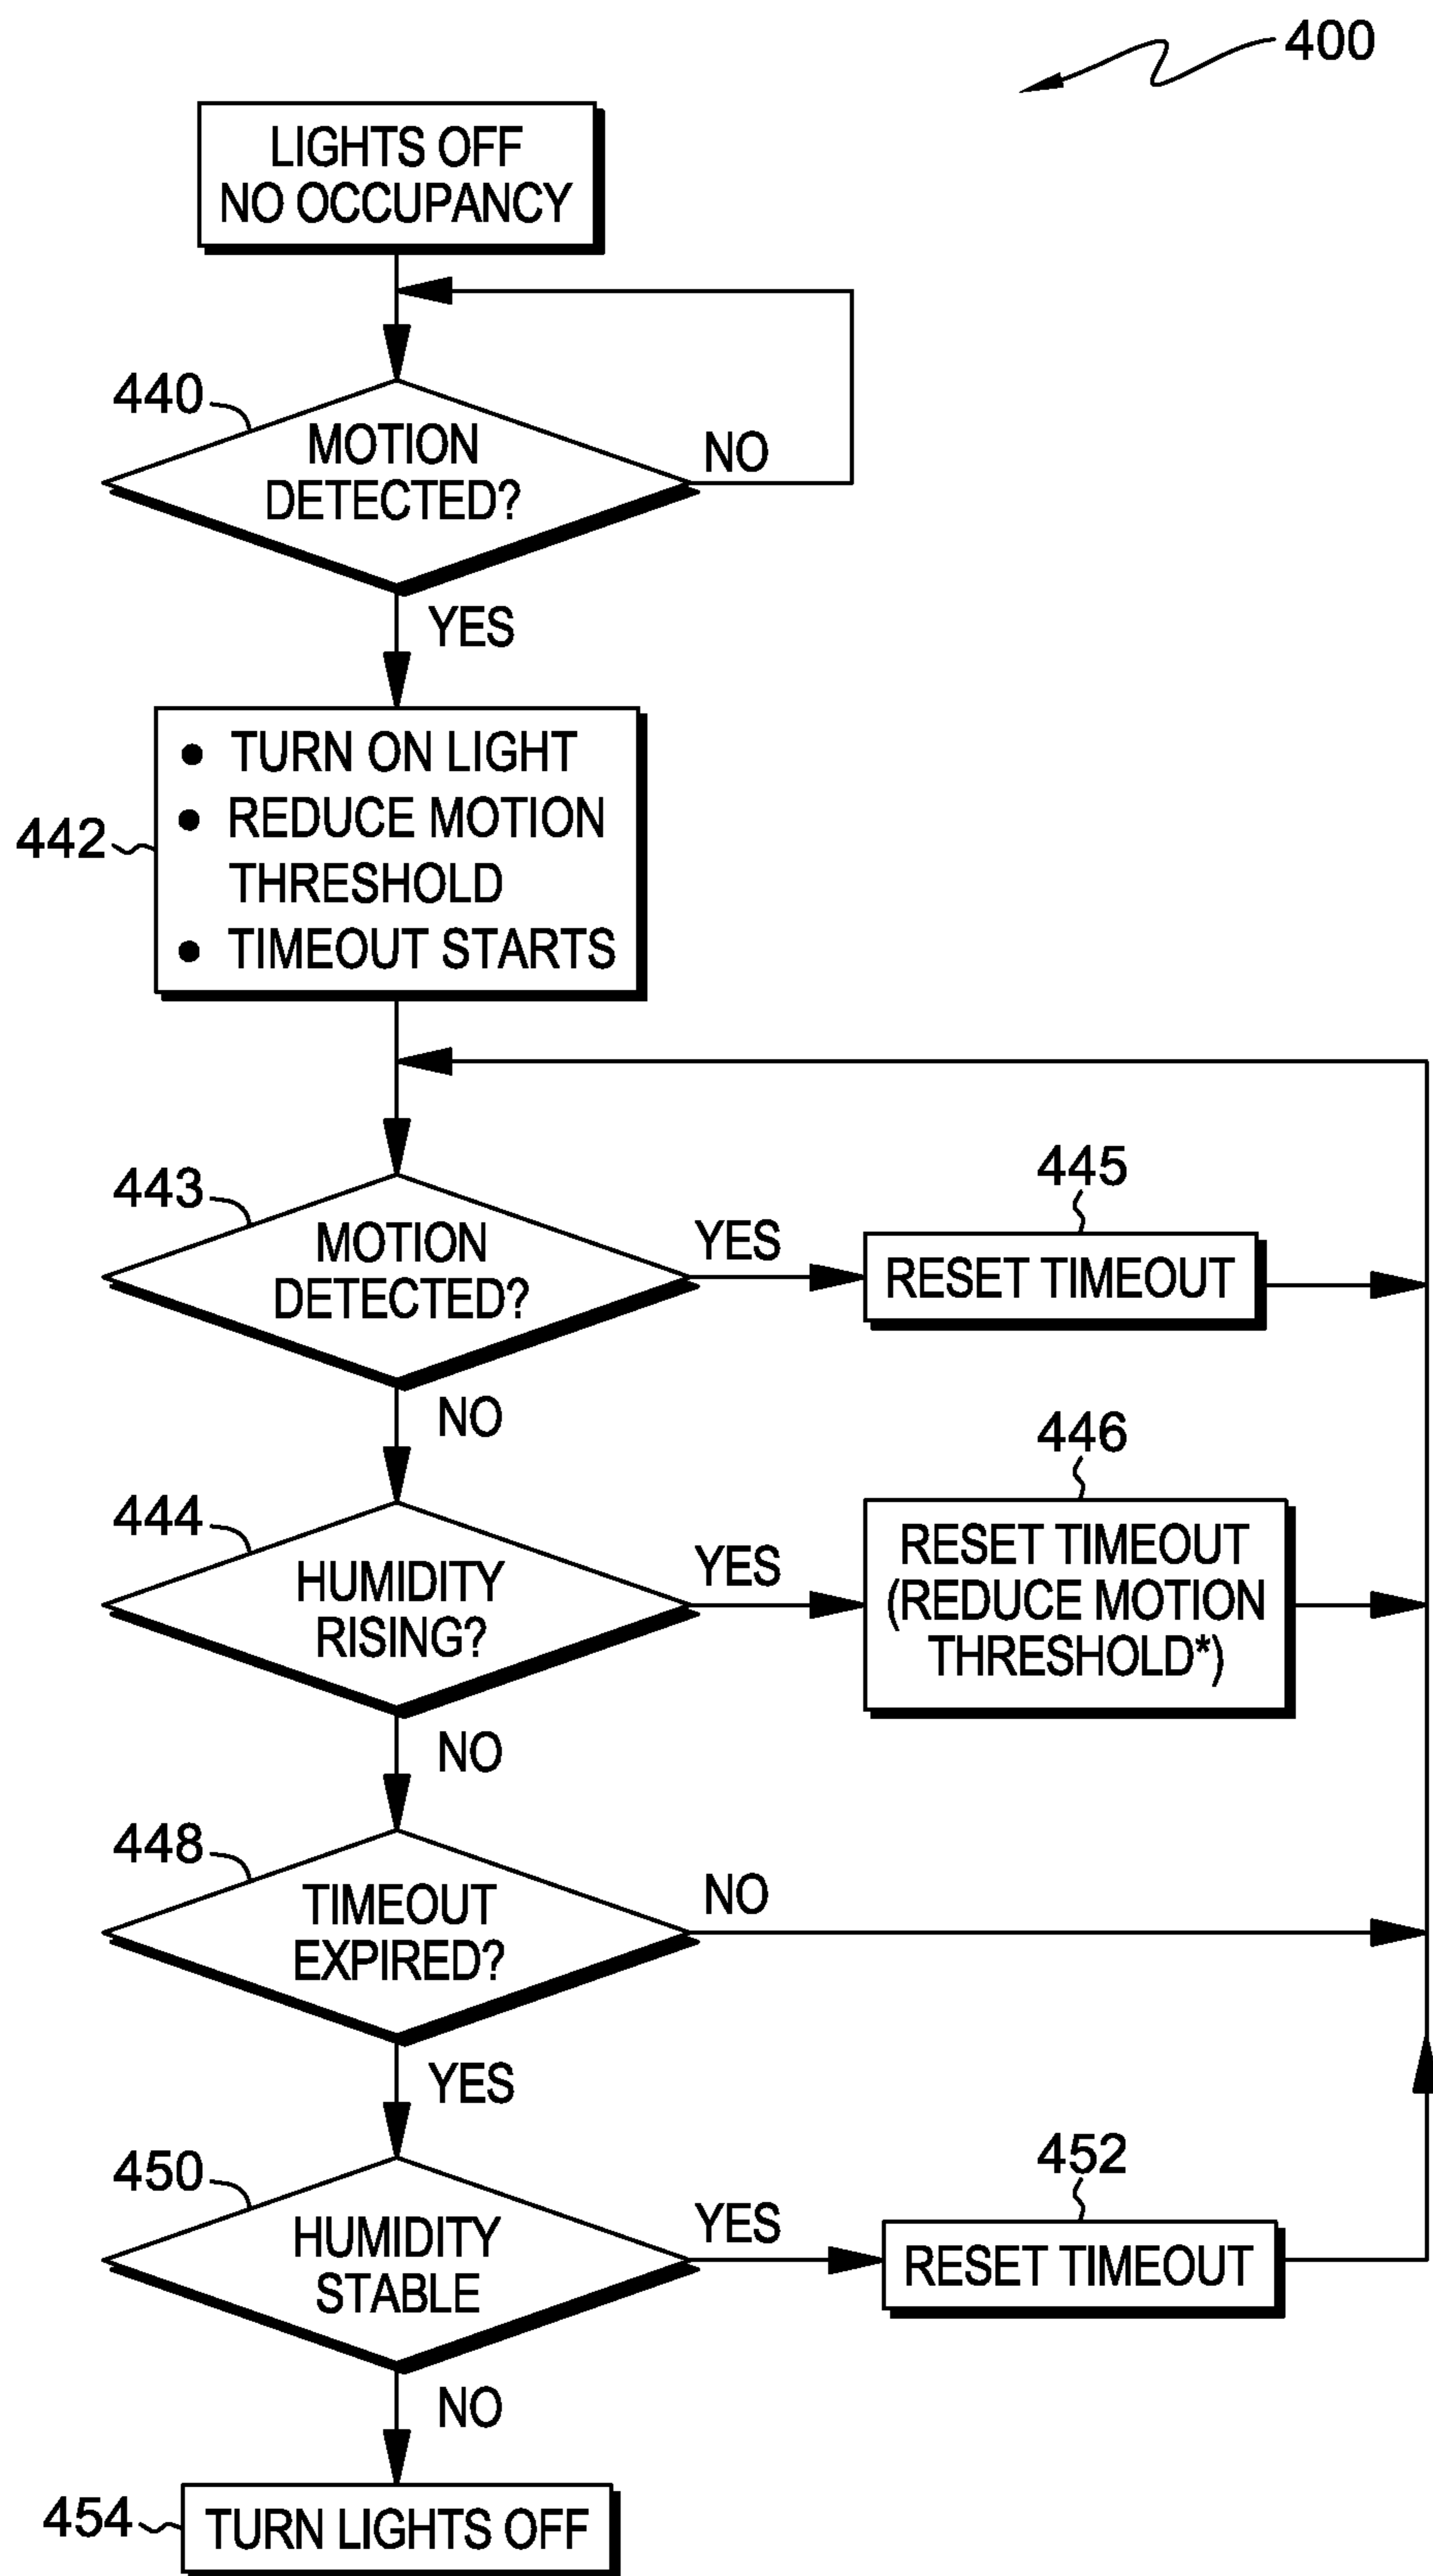 400
LIGHTS OFF
NO OCCUPANCY
440
MOTION
DETECTED?
NO
YES
442
● TURN ON LIGHT
● REDUCE MOTION
THRESHOLD
● TIMEOUT STARTS
443
MOTION
DETECTED?
YES
445
RESET TIMEOUT
NO
444
HUMIDITY
RISING?
YES
446
RESET TIMEOUT
(REDUCE MOTION
THRESHOLD*)
NO
448
TIMEOUT
EXPIRED?
NO
YES
450
HUMIDITY
STABLE
YES
452
RESET TIMEOUT
NO
454
TURN LIGHTS OFF